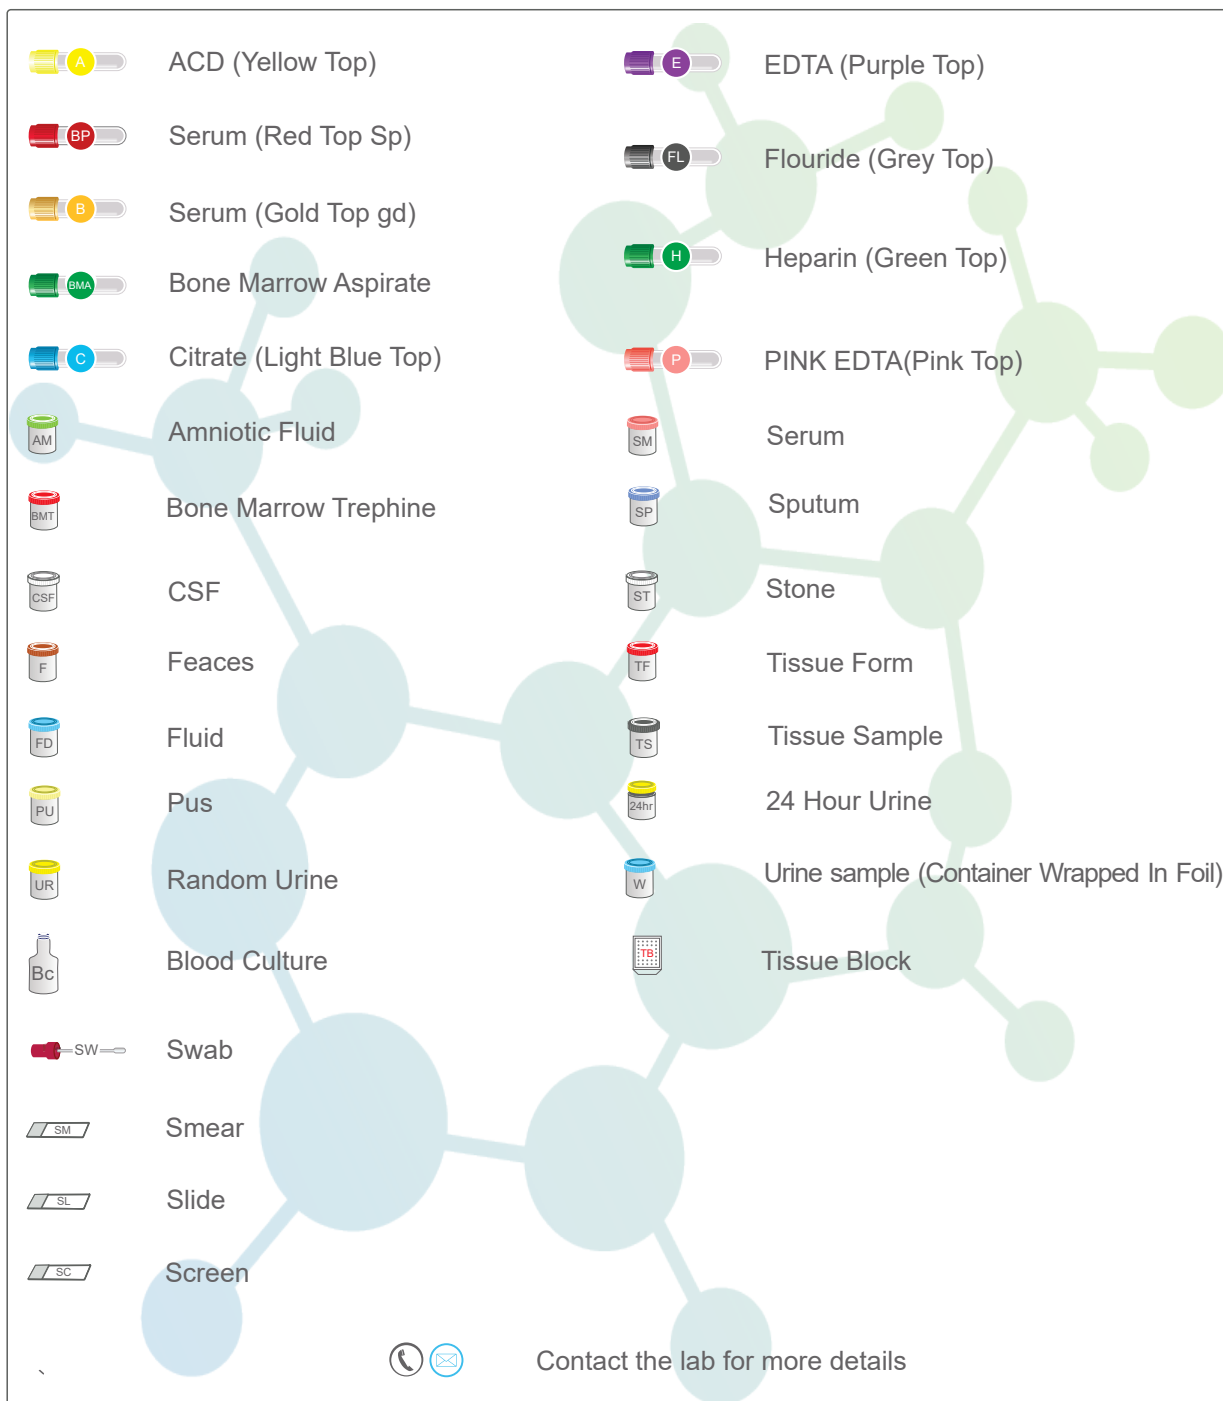 A ACD (Yellow Top)
BP Serum (Red Top Sp)
B Serum (Gold Top gd)
BMA Bone Marrow Aspirate
C Citrate (Light Blue Top)
AM Amniotic Fluid
BMT Bone Marrow Trephine
CSF CSF
F Feaces
FD Fluid
PU Pus
UR Random Urine
Bc Blood Culture
SW Swab
SM Smear
SL Slide
SC Screen
E EDTA (Purple Top)
FL Flouride (Grey Top)
H Heparin (Green Top)
P PINK EDTA(Pink Top)
SM Serum
SP Sputum
ST Stone
TF Tissue Form
TS Tissue Sample
24hr 24 Hour Urine
W Urine sample (Container Wrapped In Foil)
TB Tissue Block
`
Contact the lab for more details